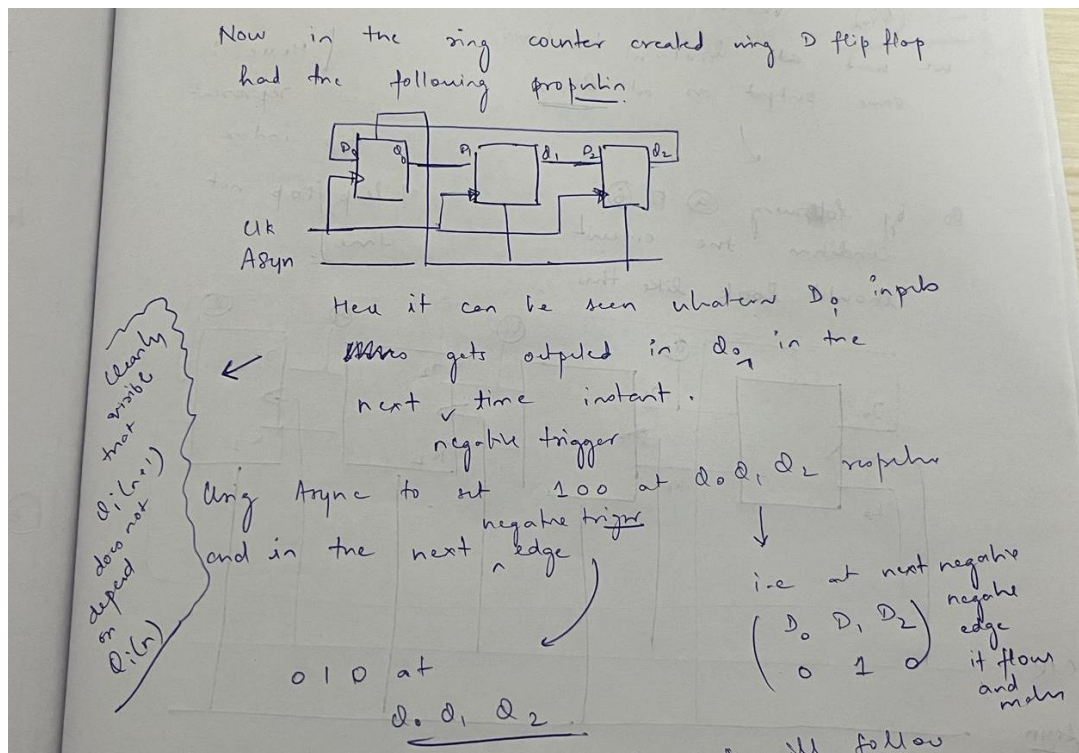 Now in the ring counter created using D flip flop
had the following
D0 Q0 D1 Q1 D2 Q2
Clk
Asyn
Here it can be seen whatever Di inputs
gets outputed in Q0 in the
next time instant.
negative trigger
Using Async to set 100 at Q0 Q1 Q2
and in the next negative trigger edge
i.e at next negative
negative
edge
it flows
and
(D0 D1 D2)
0 1 0
0 1 0 at
Q0 Q1 Q2
clearly
visible
that
Qi(n+1)
does not
depend
on
Qi(n)
follow